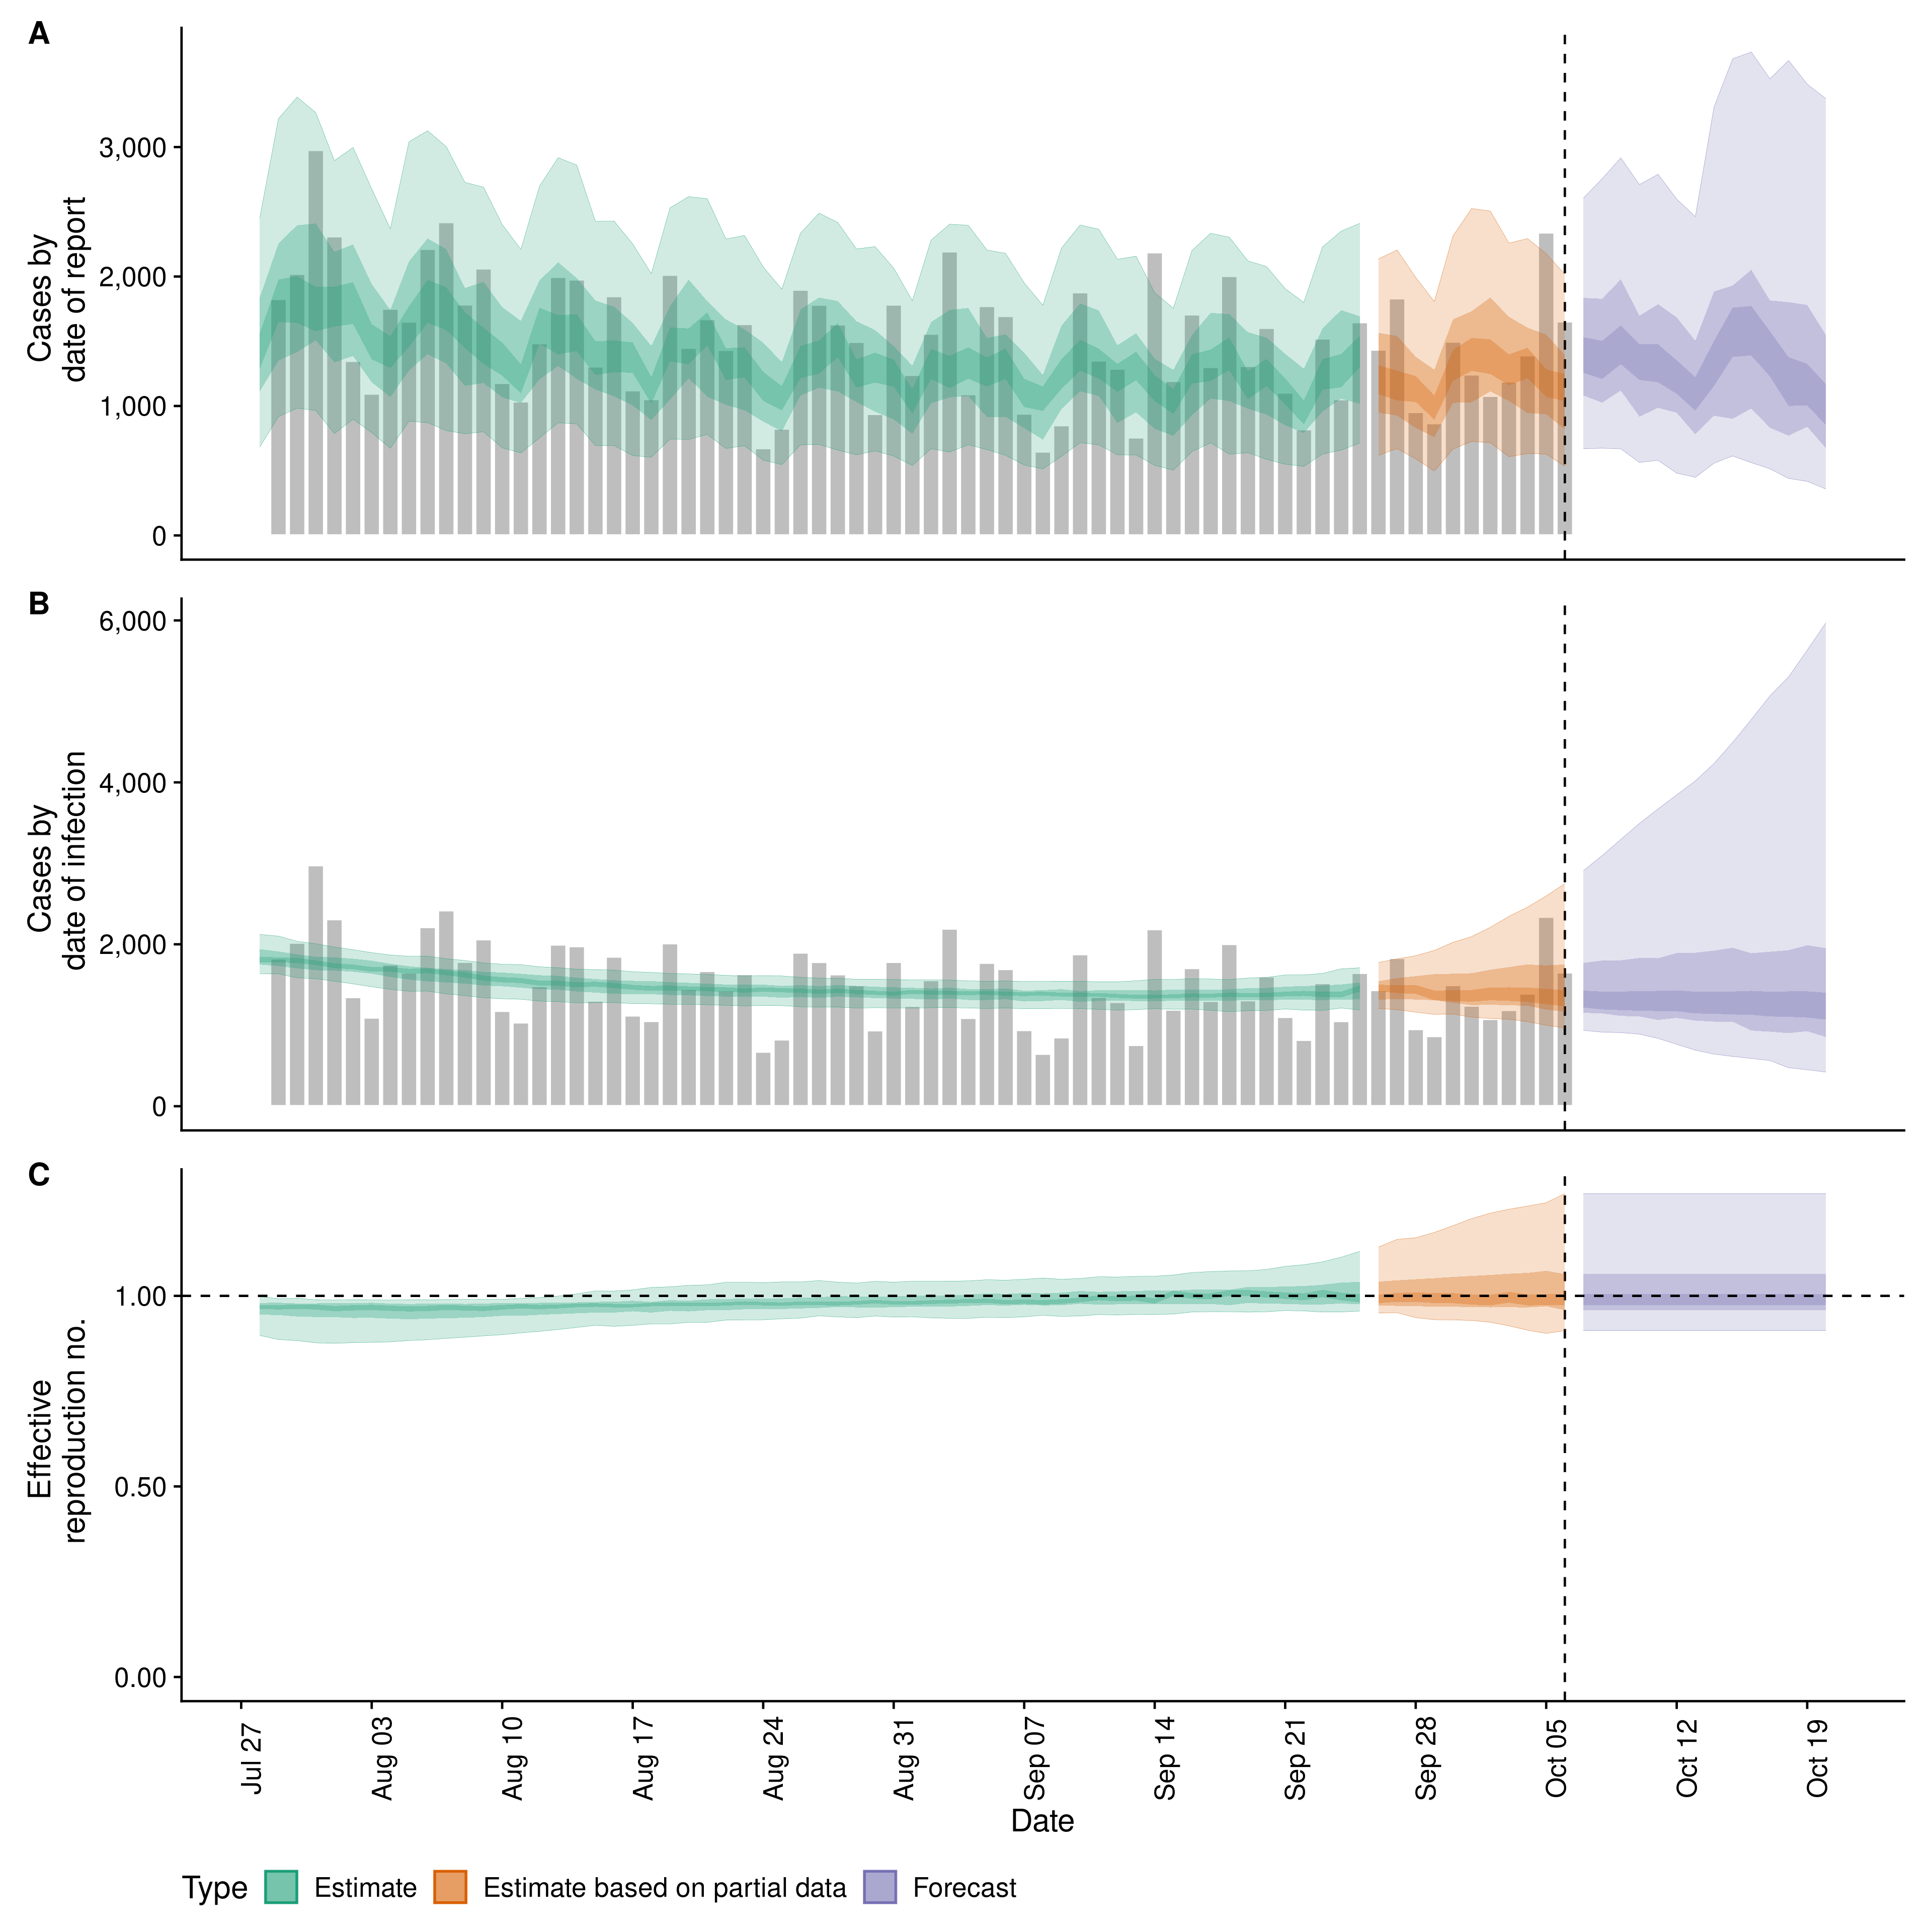 A
Cases by
date of report
3,000
2,000
1,000
0
B
Cases by
date of infection
6,000
4,000
2,000
0
C
Effective
reproduction no.
1.00
0.50
0.00
Jul 27
Aug 03
Aug 10
Aug 17
Aug 24
Aug 31
Sep 07
Sep 14
Sep 21
Sep 28
Oct 05
Oct 12
Oct 19
Date
Type Estimate Estimate based on partial data Forecast